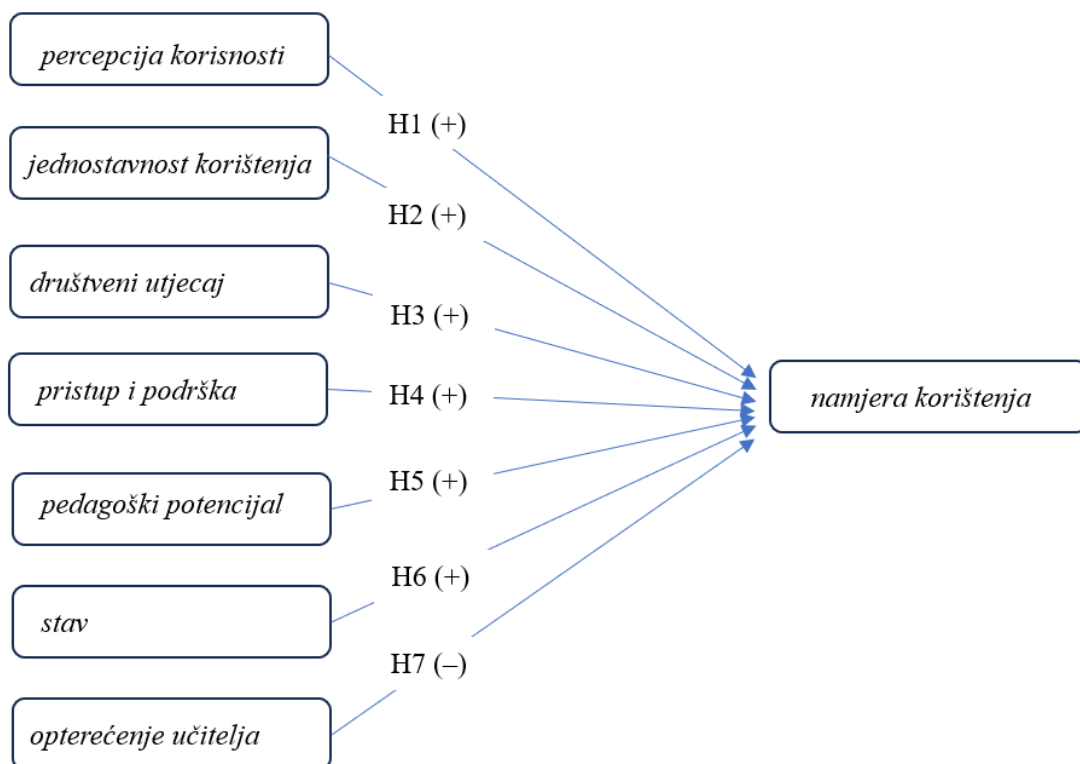 percepcija korisnosti
H1 (+)
jednostavnost korištenja
H2 (+)
društveni utjecaj
H3 (+)
pristup i podrška
H4 (+)
namjera korištenja
pedagoški potencijal
H5 (+)
stav
H6 (+)
opterećenje učitelja
H7 (–)